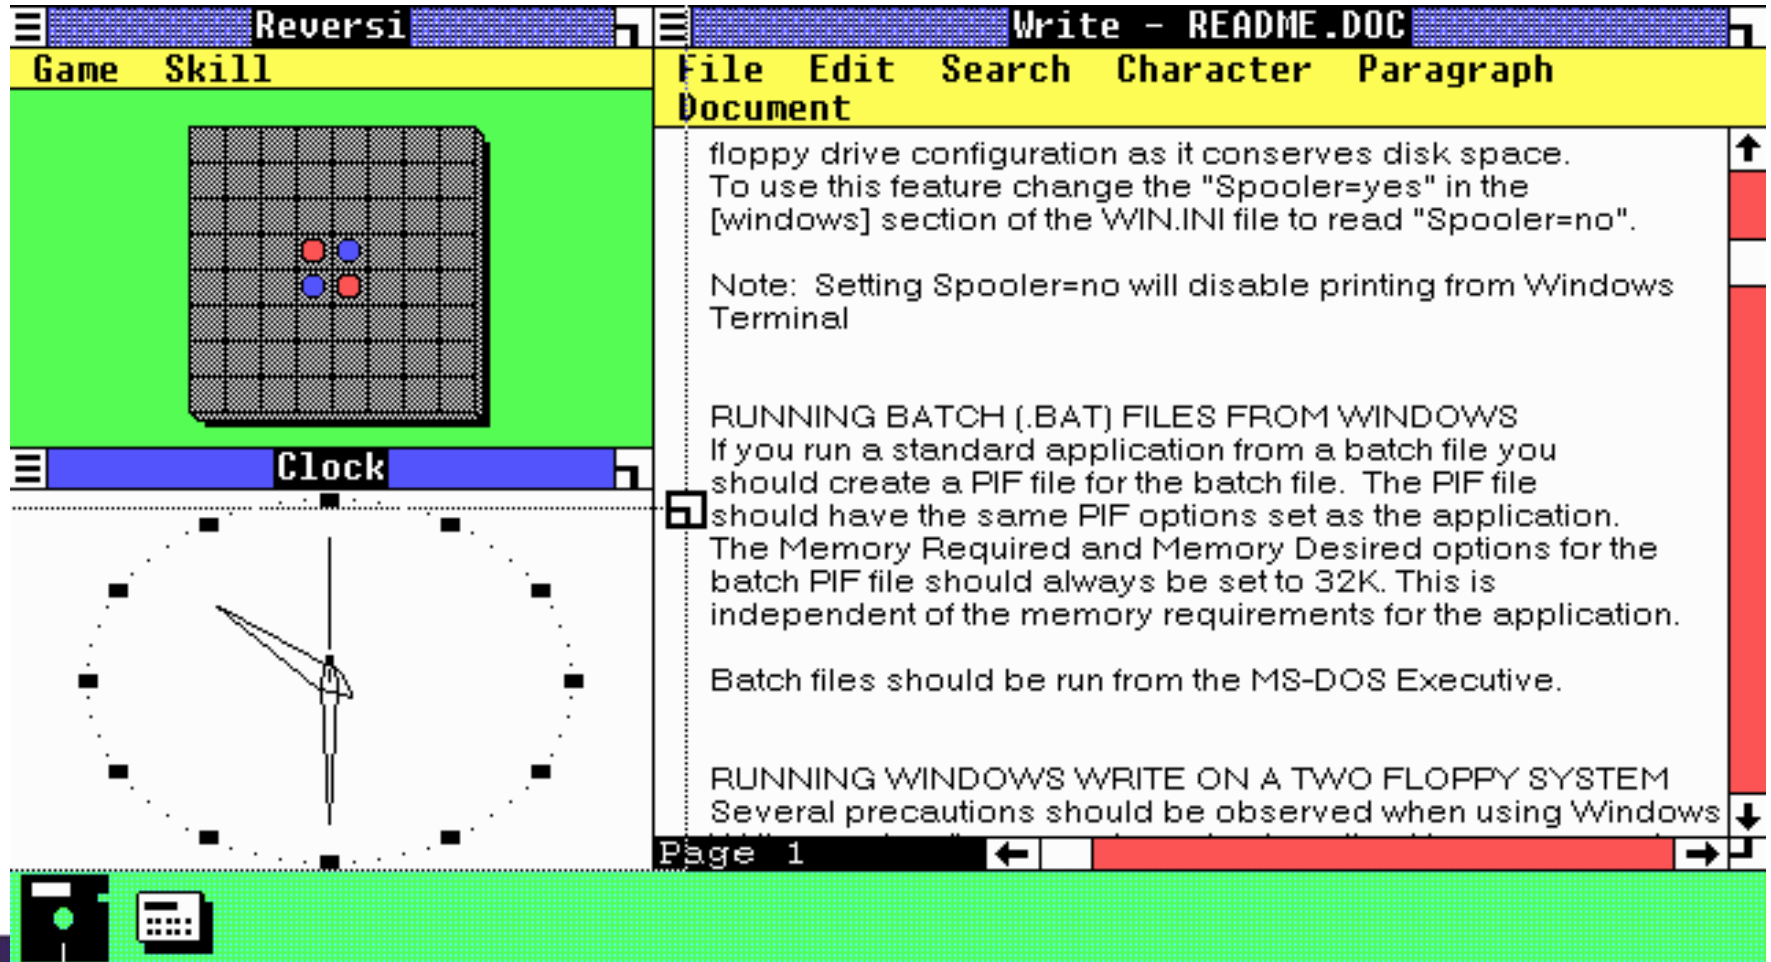 Reversi
Game Skill
Clock
Write - README.DOC
File Edit Search Character Paragraph
Document
floppy drive configuration as it conserves disk space.
To use this feature change the "Spooler=yes" in the
[windows] section of the WIN.INI file to read "Spooler=no".
Note: Setting Spooler=no will disable printing from Windows
Terminal
RUNNING BATCH (.BAT) FILES FROM WINDOWS
If you run a standard application from a batch file you
should create a PIF file for the batch file. The PIF file
should have the same PIF options set as the application.
The Memory Required and Memory Desired options for the
batch PIF file should always be set to 32K. This is
independent of the memory requirements for the application.
Batch files should be run from the MS-DOS Executive.
RUNNING WINDOWS WRITE ON A TWO FLOPPY SYSTEM
Several precautions should be observed when using Windows
Page 1